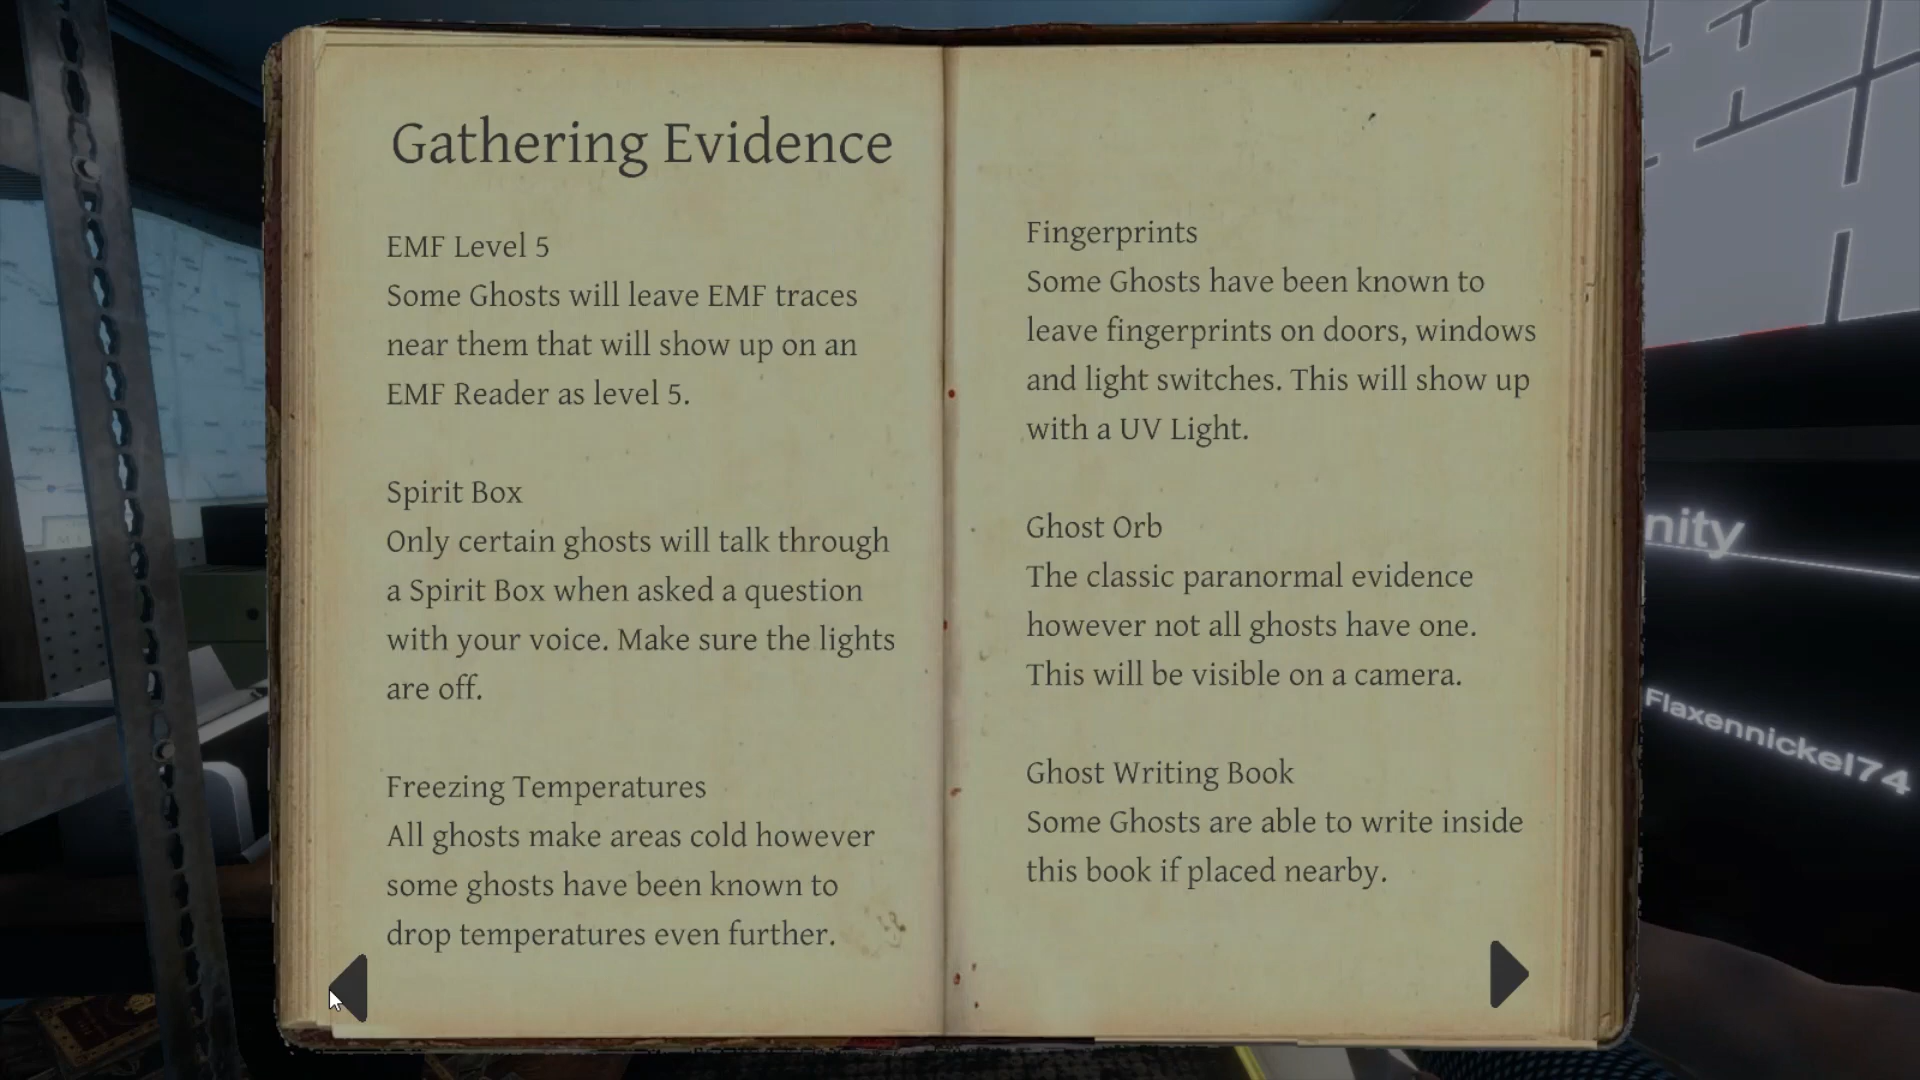 Gathering Evidence
EMF Level 5
Some Ghosts will leave EMF traces
near them that will show up on an
EMF Reader as level 5.
Spirit Box
Only certain ghosts will talk through
a Spirit Box when asked a question
with your voice. Make sure the lights
are off.
Freezing Temperatures
All ghosts make areas cold however
some ghosts have been known to
drop temperatures even further.
Fingerprints
Some Ghosts have been known to
leave fingerprints on doors, windows
and light switches. This will show up
with a UV Light.
Ghost Orb
The classic paranormal evidence
however not all ghosts have one.
This will be visible on a camera.
Ghost Writing Book
Some Ghosts are able to write inside
this book if placed nearby.
nity
Flaxennickel74